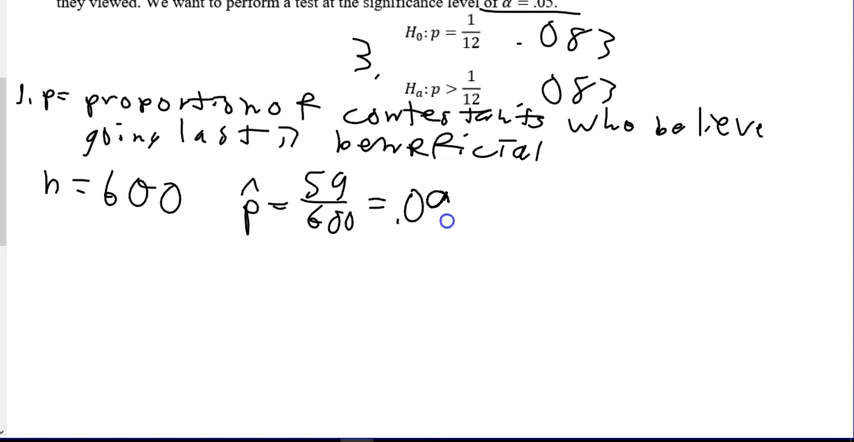 they viewed. We want to perform a test at the significance level of α = .05.
H₀: p = 1/12 .083
3.
Hₐ: p > 1/12 .083
1. p= proportion of contestants who believe
going last is beneficial
n = 600 p̂ = 59/600 = .09